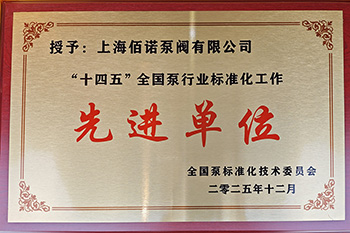 授予：上海佰诺泵阀有限公司
“十四五”全国泵行业标准化工作
先进单位
全国泵标准化技术委员会
二零二五年十二月